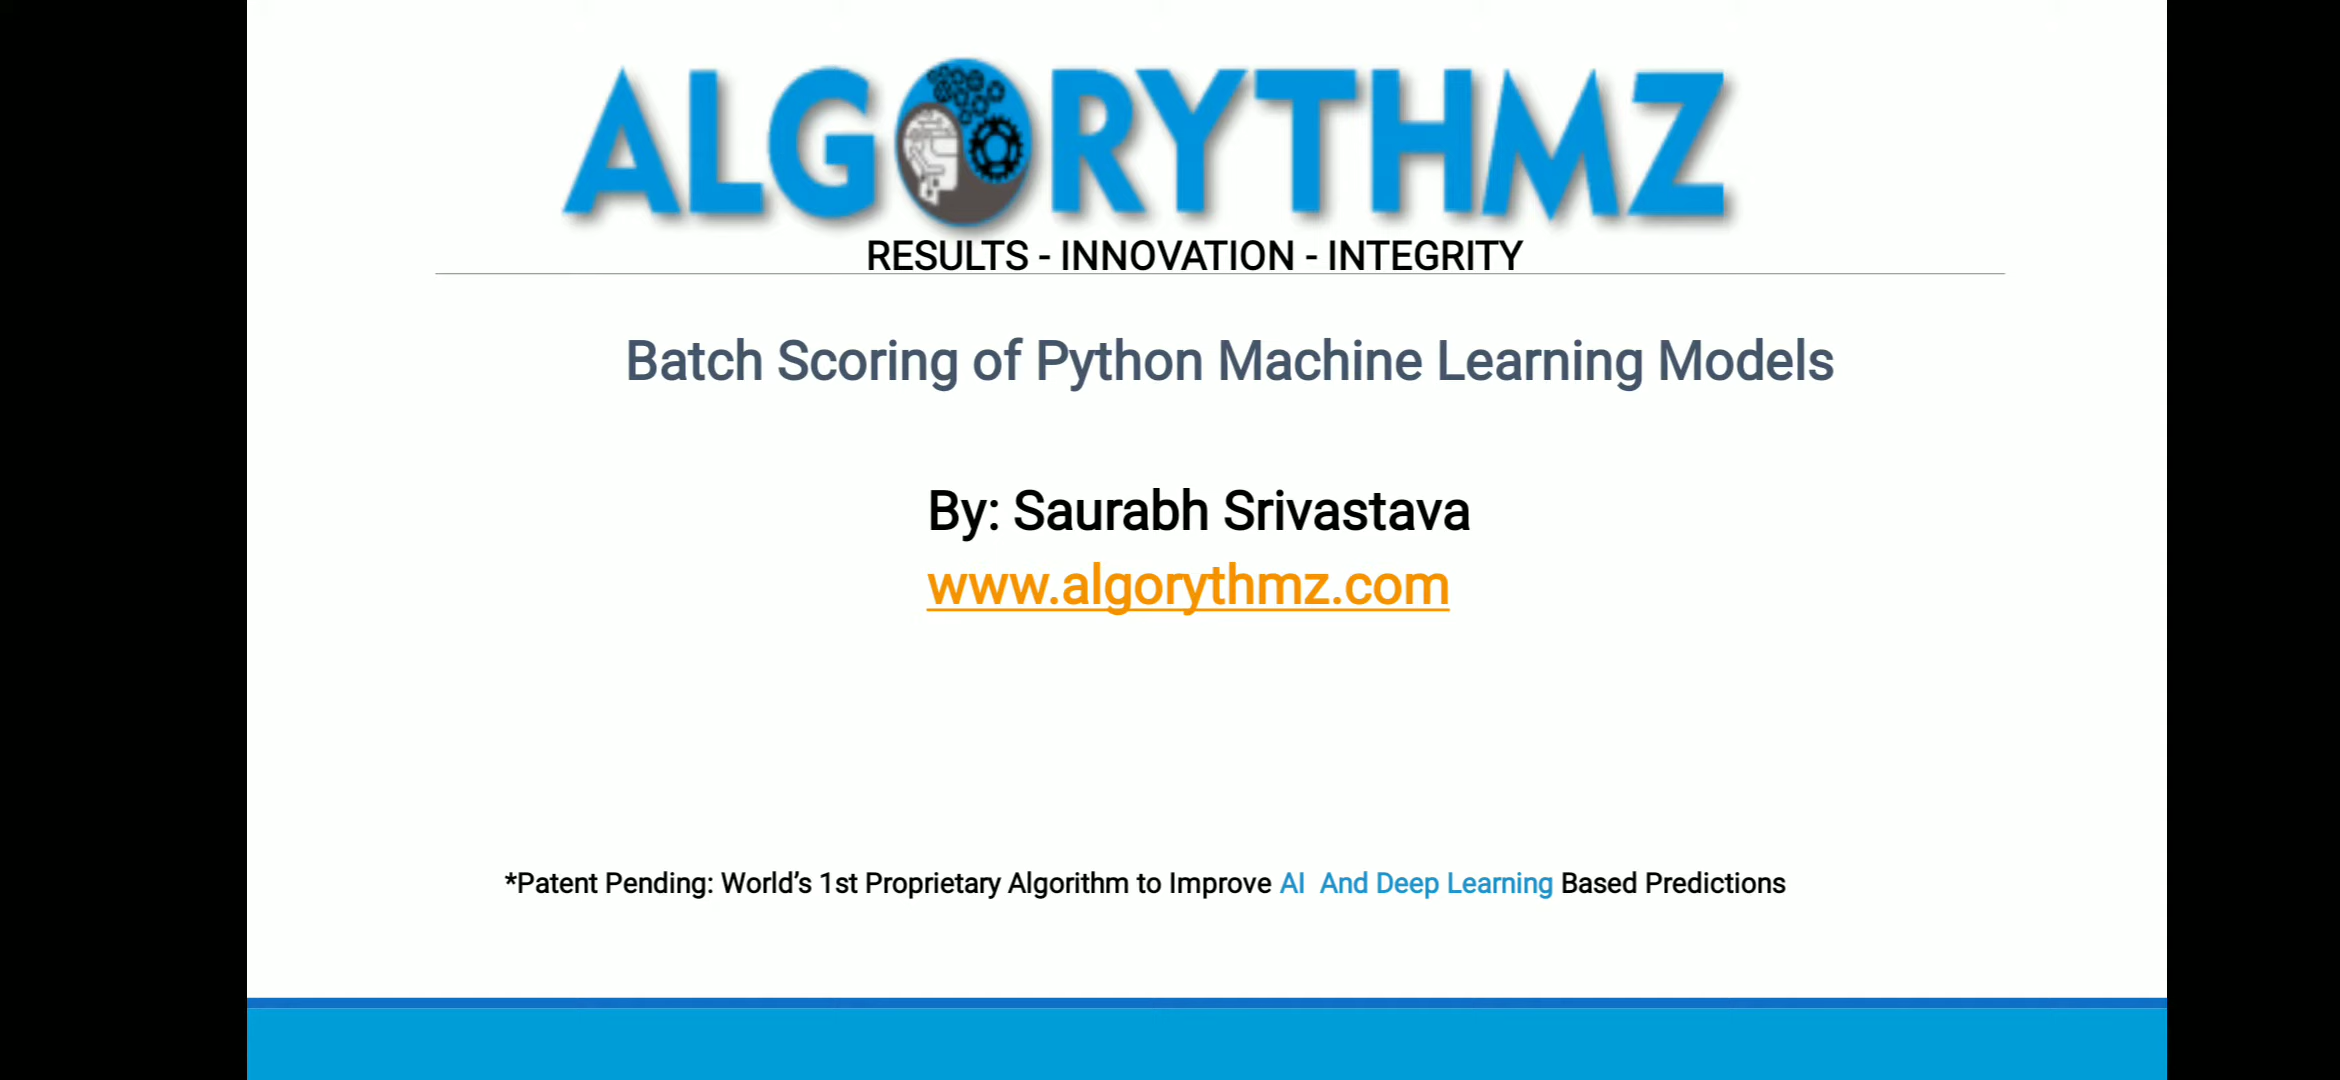 ALGORYTHMZ
RESULTS - INNOVATION - INTEGRITY
Batch Scoring of Python Machine Learning Models
By: Saurabh Srivastava
www.algorythmz.com
*Patent Pending: World’s 1st Proprietary Algorithm to Improve AI And Deep Learning Based Predictions